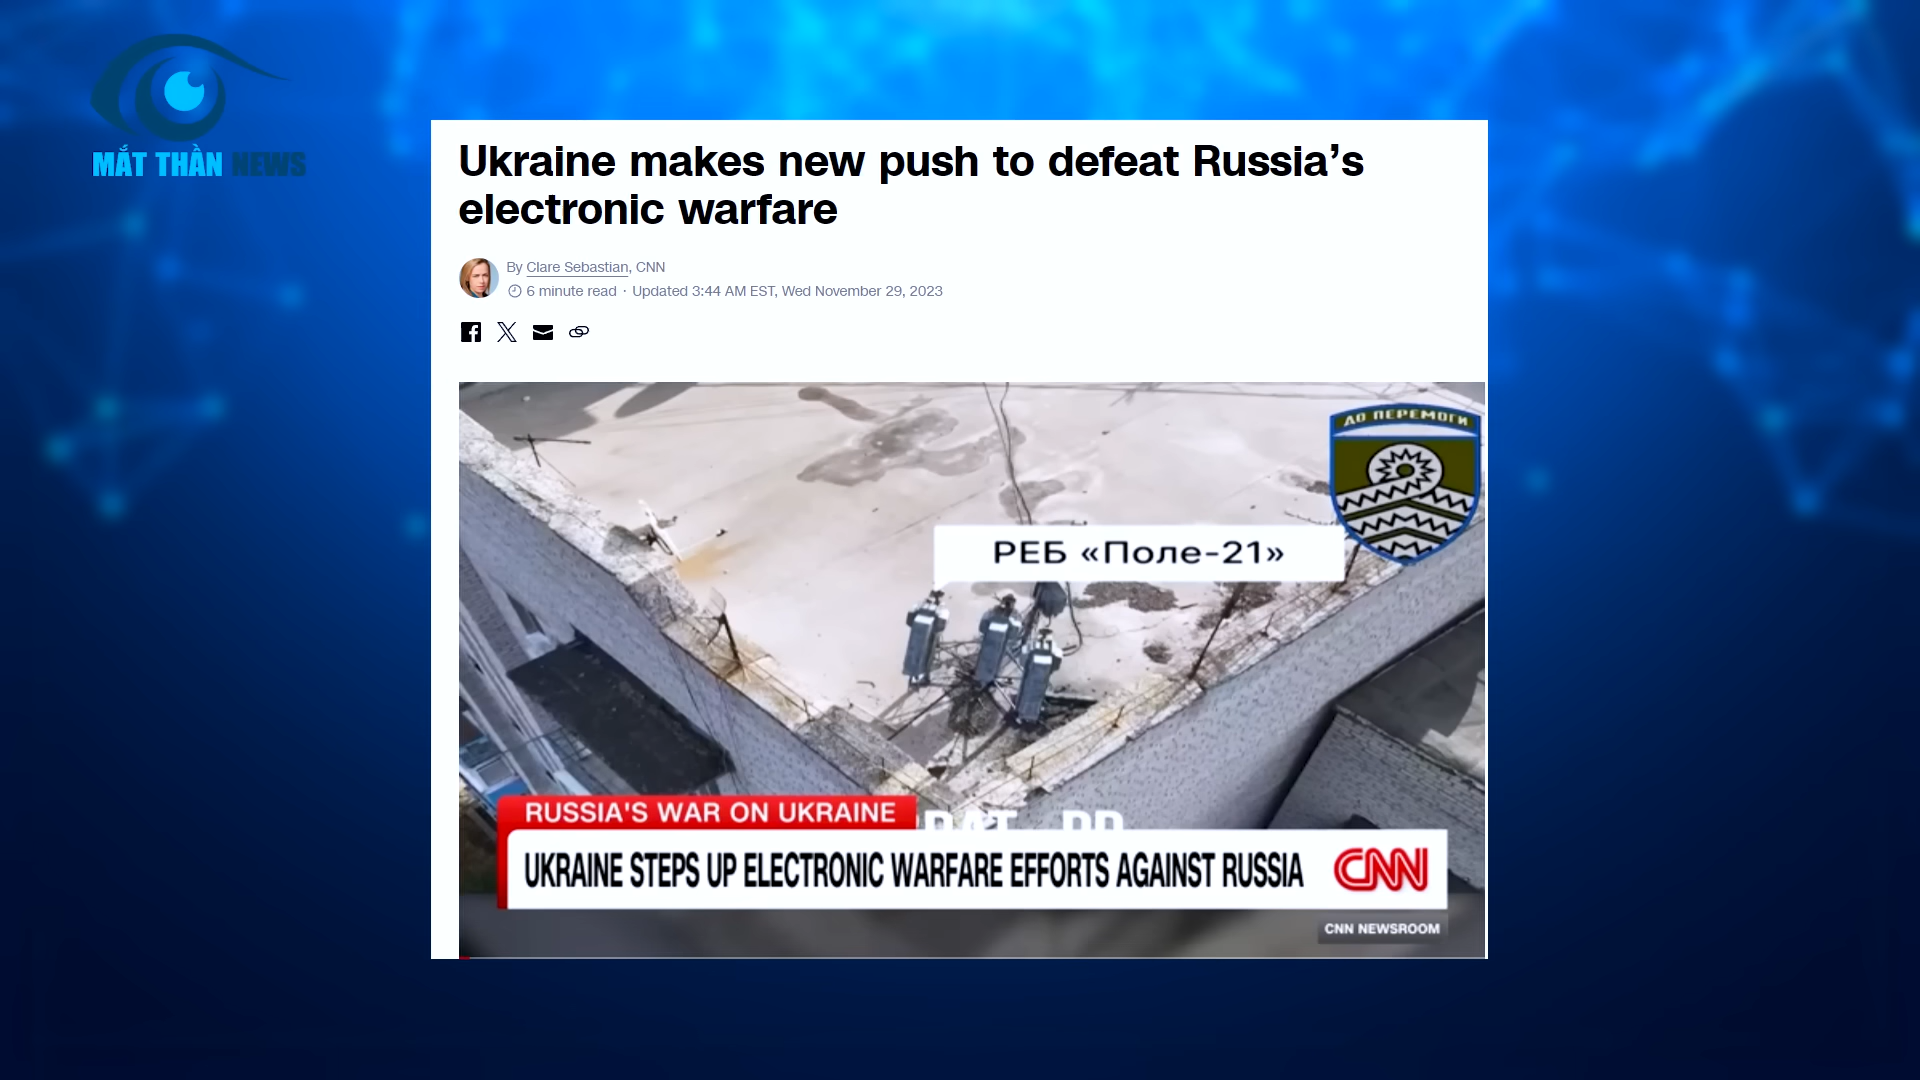 MẮT THẦN NEWS
Ukraine makes new push to defeat Russia’s
electronic warfare
By Clare Sebastian, CNN
6 minute read · Updated 3:44 AM EST, Wed November 29, 2023
ДО ПЕРЕМОГИ
РЕБ «Поле-21»
RUSSIA'S WAR ON UKRAINE
UKRAINE STEPS UP ELECTRONIC WARFARE EFFORTS AGAINST RUSSIA
CNN
CNN NEWSROOM